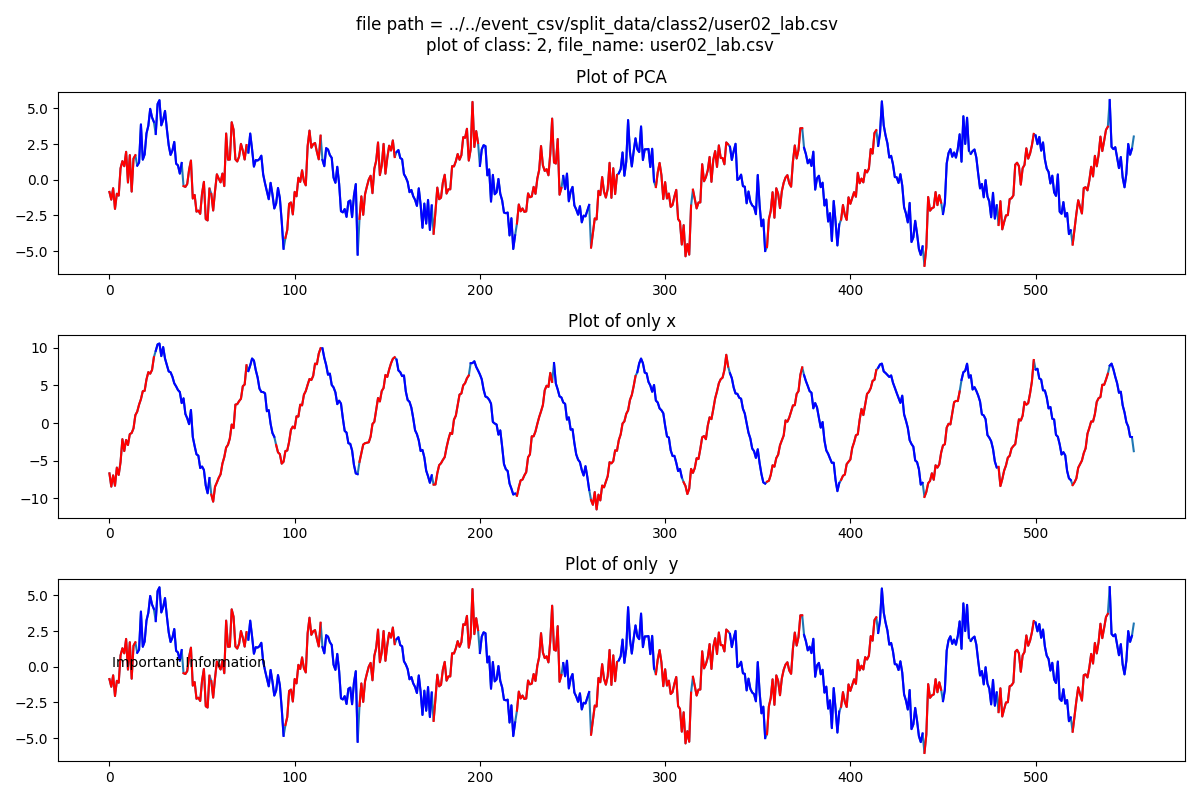 file path = ../../event_csv/split_data/class2/user02_lab.csv
plot of class: 2, file_name: user02_lab.csv
Plot of PCA
5.0
2.5
0.0
−2.5
−5.0
0 100 200 300 400 500
Plot of only x
10
5
0
−5
−10
0 100 200 300 400 500
Plot of only  y
5.0
2.5
0.0
−2.5
−5.0
Important Information
0 100 200 300 400 500